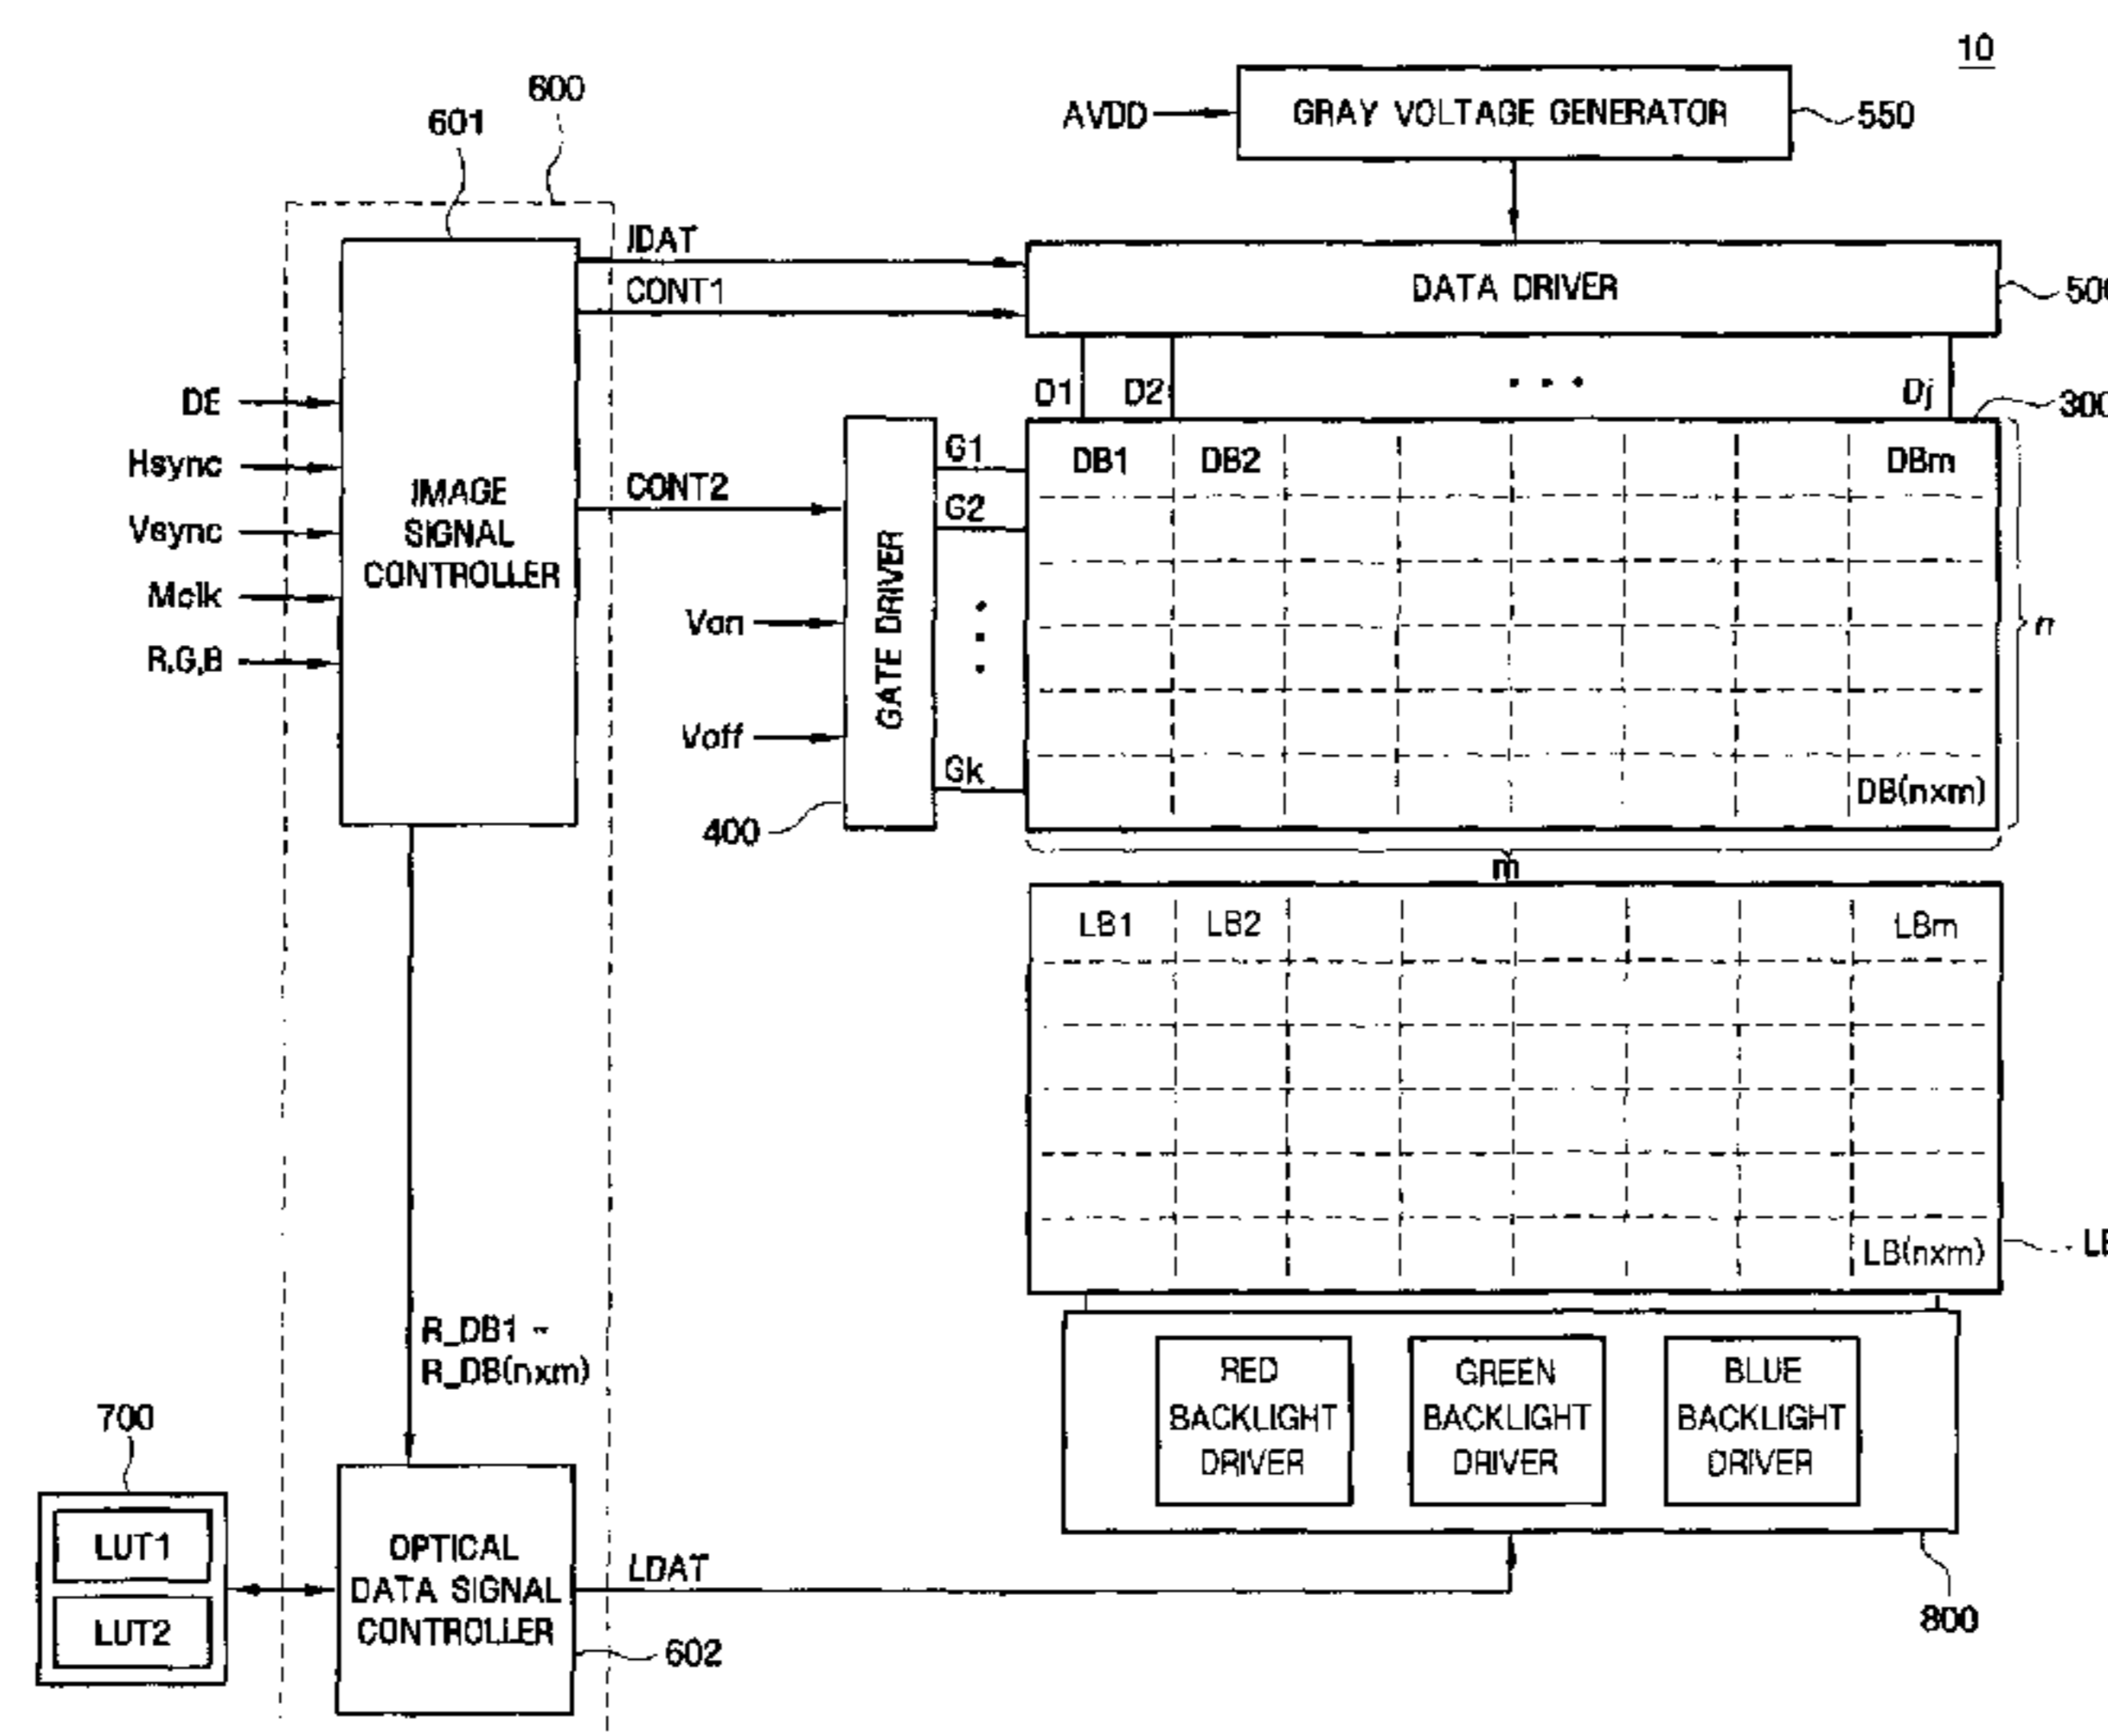 10
600
601
AVDD
GRAY VOLTAGE GENERATOR
550
IDAT
CONT1
DATA DRIVER
500
D1
D2
Dj
300
DE
Hsync
Vsync
Mclk
R,G,B
IMAGE
SIGNAL
CONTROLLER
CONT2
Von
Voff
GATE DRIVER
400
G1
G2
Gk
DB1
DB2
DBm
DB(nxm)
n
m
LB1
LB2
LBm
LB(nxm)
LB
R_DB1 ~
R_DB(nxm)
RED
BACKLIGHT
DRIVER
GREEN
BACKLIGHT
DRIVER
BLUE
BACKLIGHT
DRIVER
800
700
LUT1
LUT2
OPTICAL
DATA SIGNAL
CONTROLLER
LDAT
602